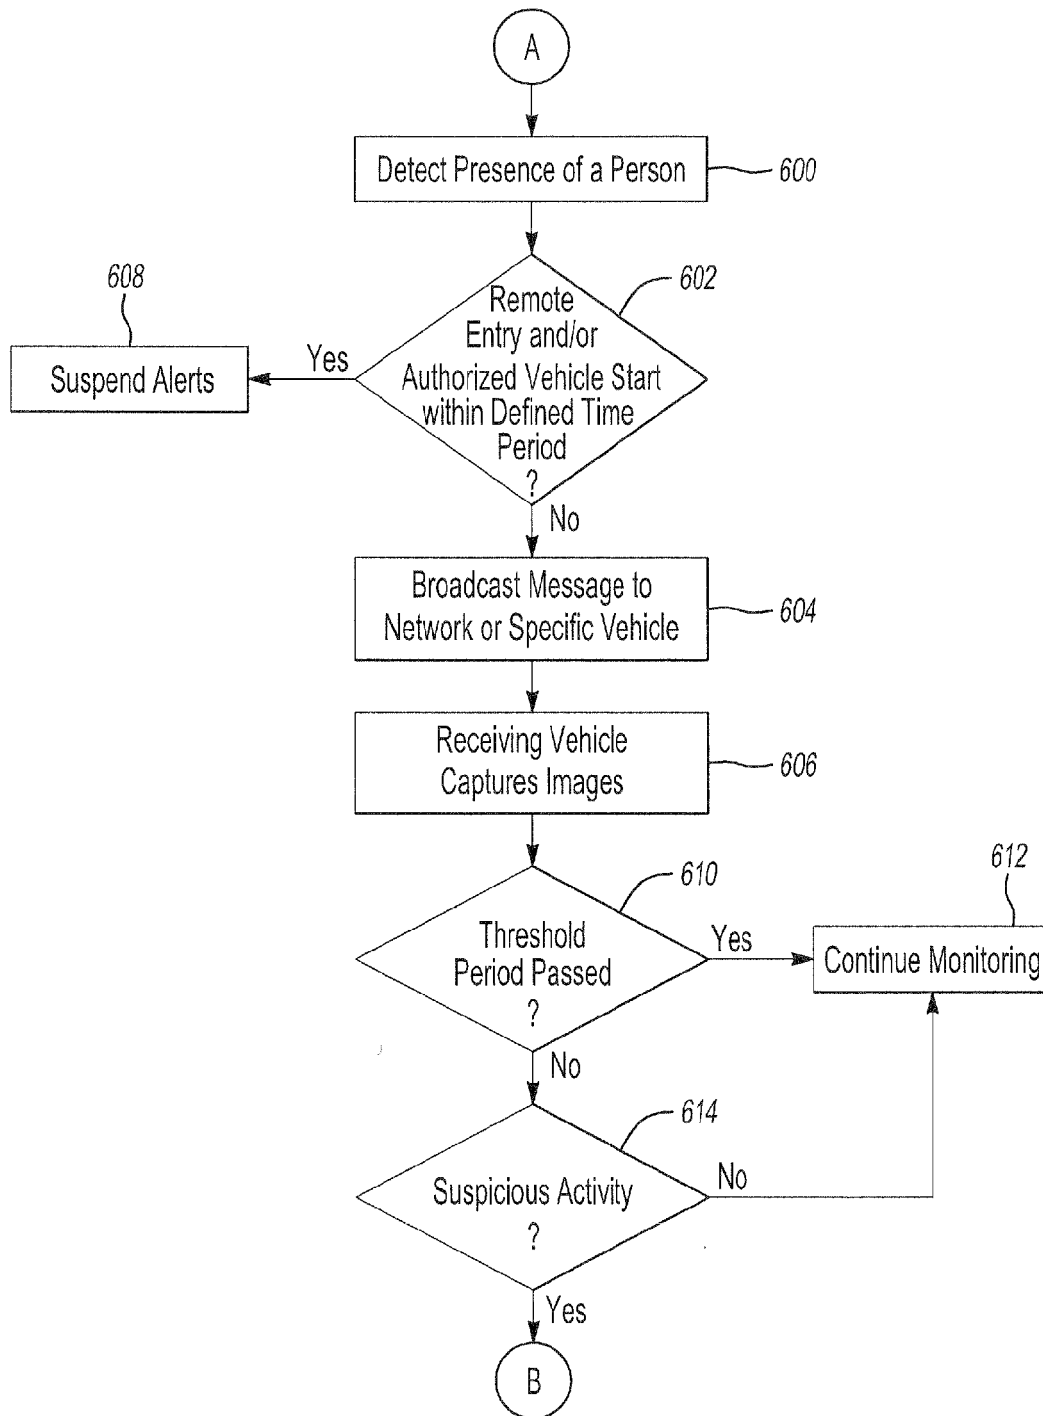 A
Detect Presence of a Person
600
602
608
Remote
Entry and/or
Authorized Vehicle Start
within Defined Time
Period
?
Yes
Suspend Alerts
No
Broadcast Message to
Network or Specific Vehicle
604
Receiving Vehicle
Captures Images
606
610
612
Threshold
Period Passed
?
Yes
Continue Monitoring
No
614
Suspicious Activity
?
No
Yes
B